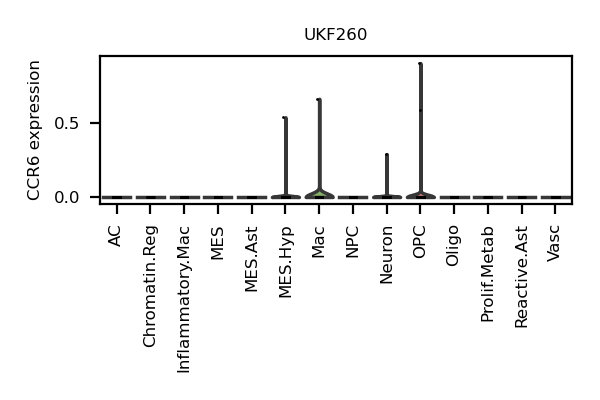 UKF260
CCR6 expression
0.5
0.0
AC
Chromatin.Reg
Inflammatory.Mac
MES
MES.Ast
MES.Hyp
Mac
NPC
Neuron
OPC
Oligo
Prolif.Metab
Reactive.Ast
Vasc